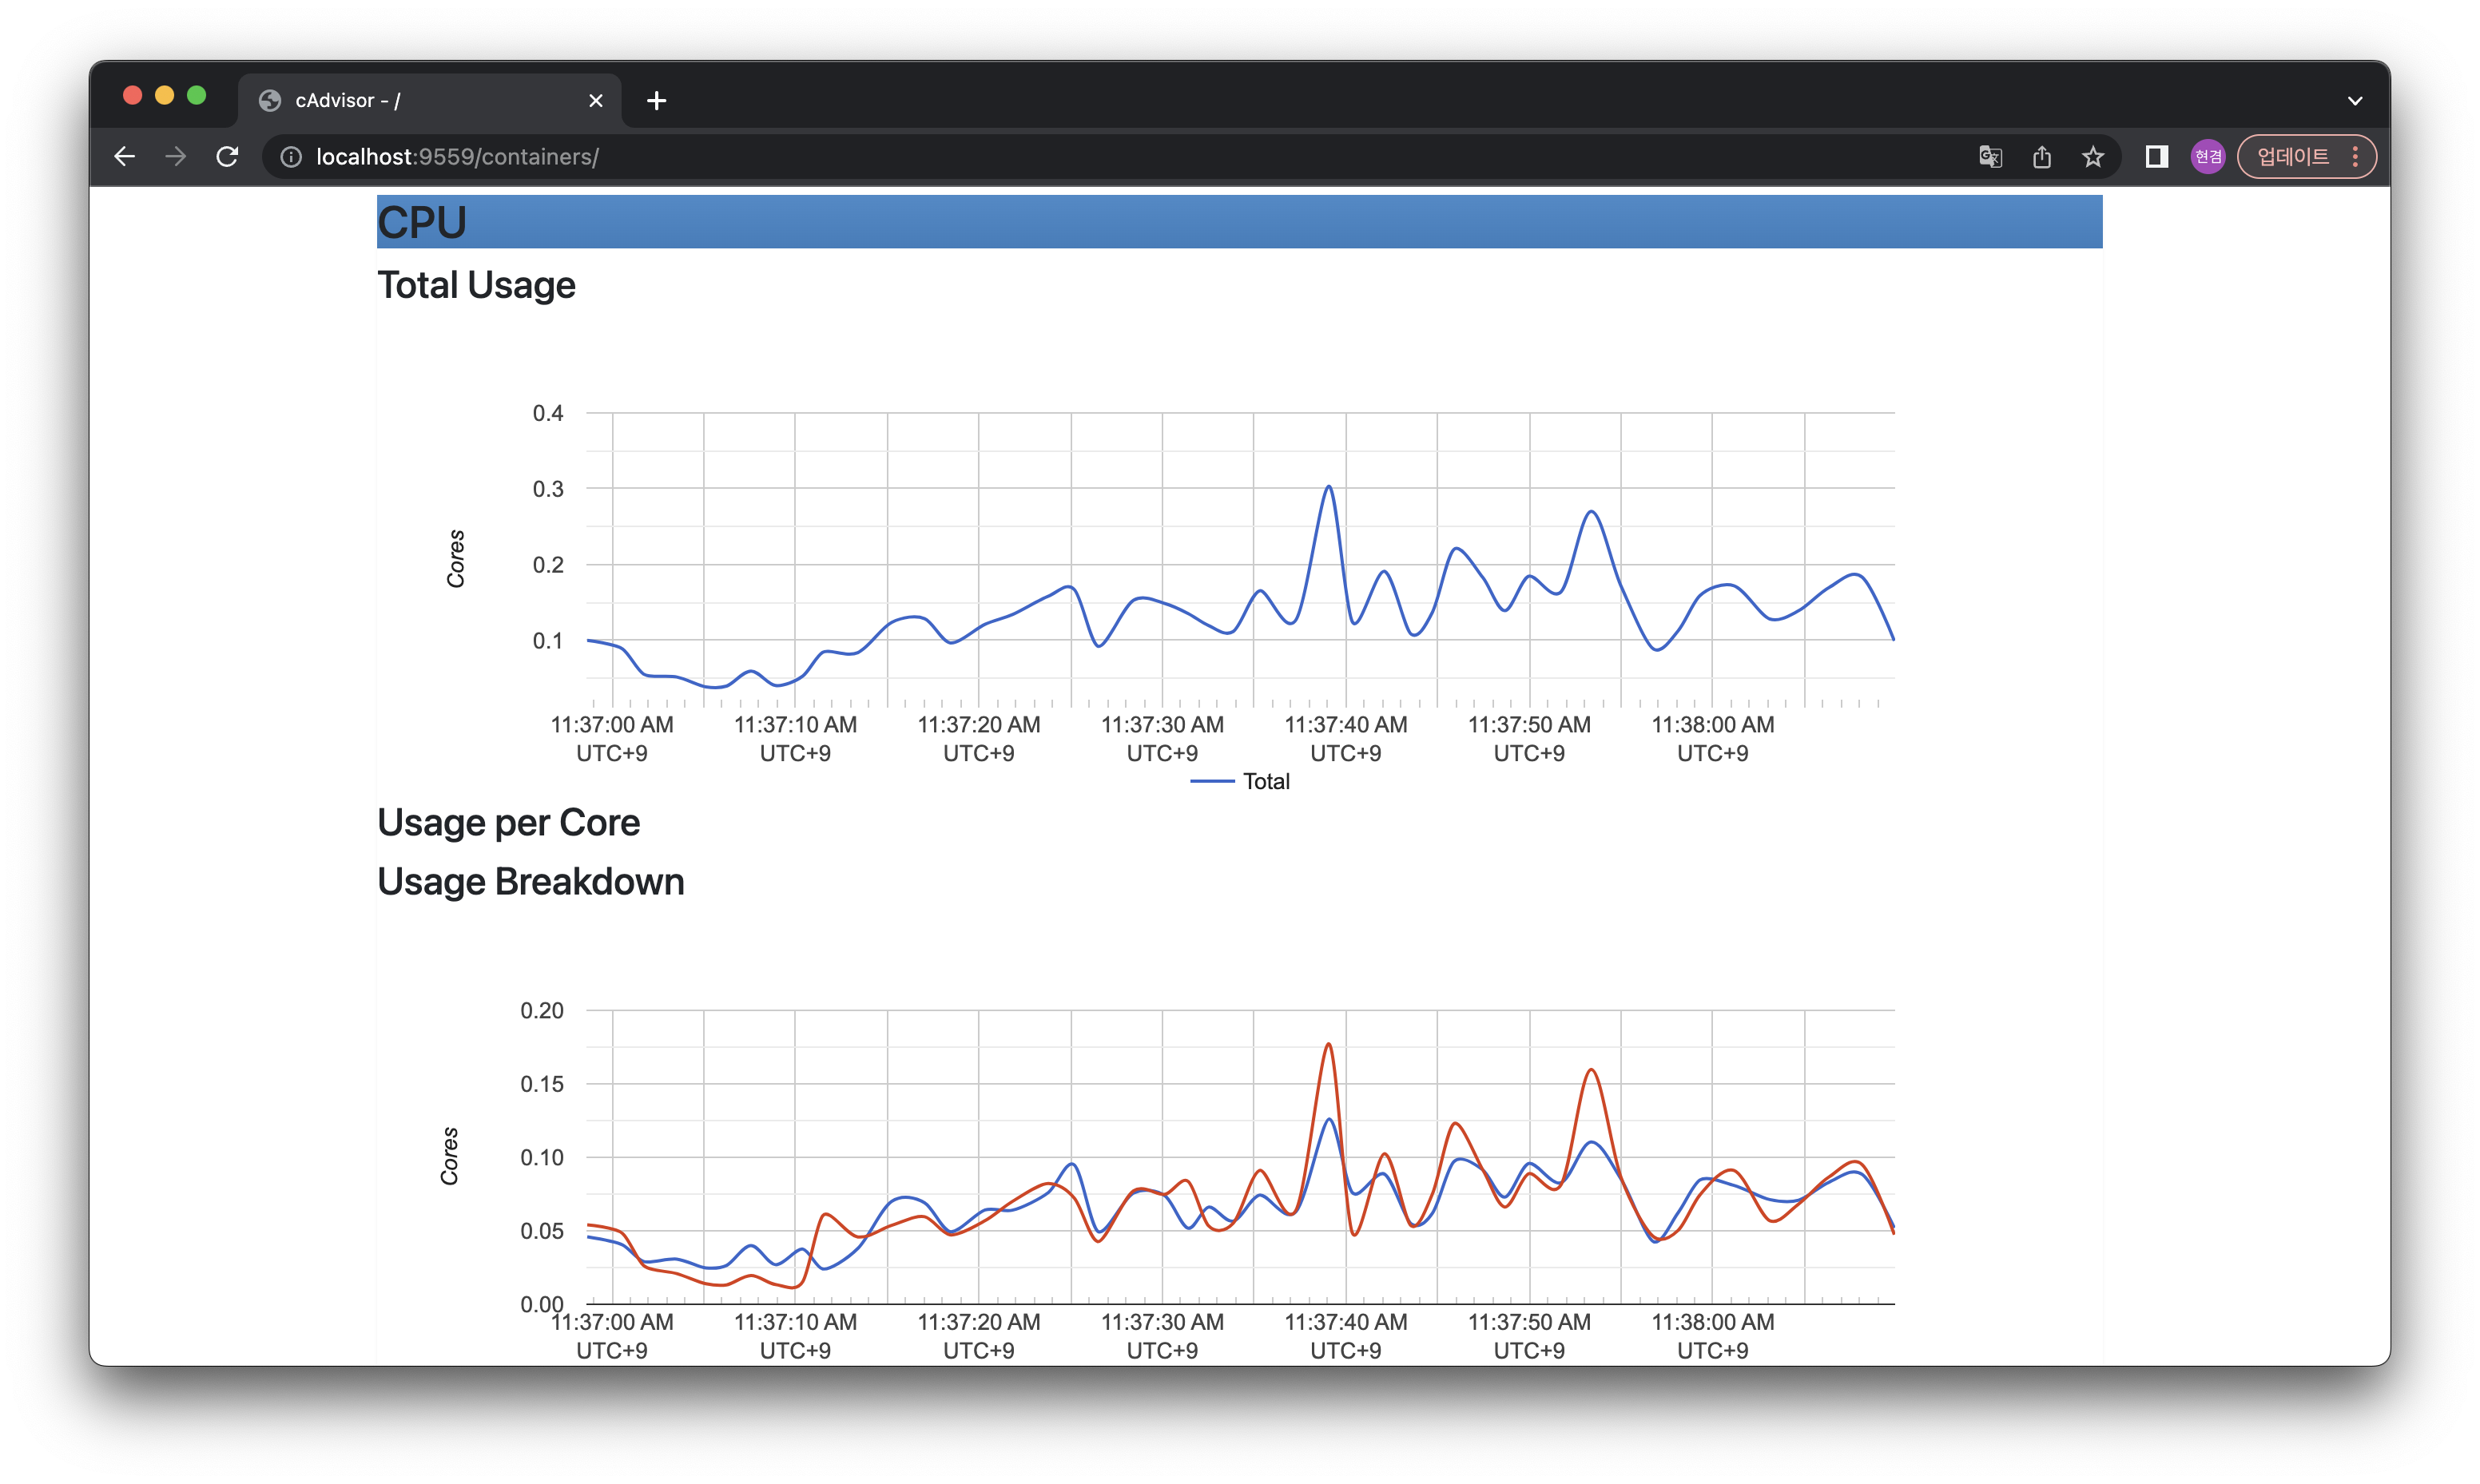 cAdvisor - /
localhost:9559/containers/
현겸
업데이트
CPU
Total Usage
0.4
0.3
0.2
0.1
Cores
11:37:00 AM 11:37:10 AM 11:37:20 AM 11:37:30 AM 11:37:40 AM 11:37:50 AM 11:38:00 AM
UTC+9 UTC+9 UTC+9 UTC+9 UTC+9 UTC+9 UTC+9
Total
Usage per Core
Usage Breakdown
0.20
0.15
0.10
0.05
0.00
Cores
11:37:00 AM 11:37:10 AM 11:37:20 AM 11:37:30 AM 11:37:40 AM 11:37:50 AM 11:38:00 AM
UTC+9 UTC+9 UTC+9 UTC+9 UTC+9 UTC+9 UTC+9